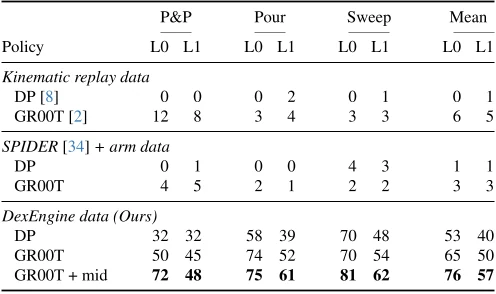 P&P Pour Sweep Mean
Policy L0 L1 L0 L1 L0 L1 L0 L1
Kinematic replay data
DP [8] 0 0 0 2 0 1 0 1
GR00T [2] 12 8 3 4 3 3 6 5
SPIDER [34] + arm data
DP 0 1 0 0 4 3 1 1
GR00T 4 5 2 1 2 2 3 3
DexEngine data (Ours)
DP 32 32 58 39 70 48 53 40
GR00T 50 45 74 52 70 54 65 50
GR00T + mid 72 48 75 61 81 62 76 57